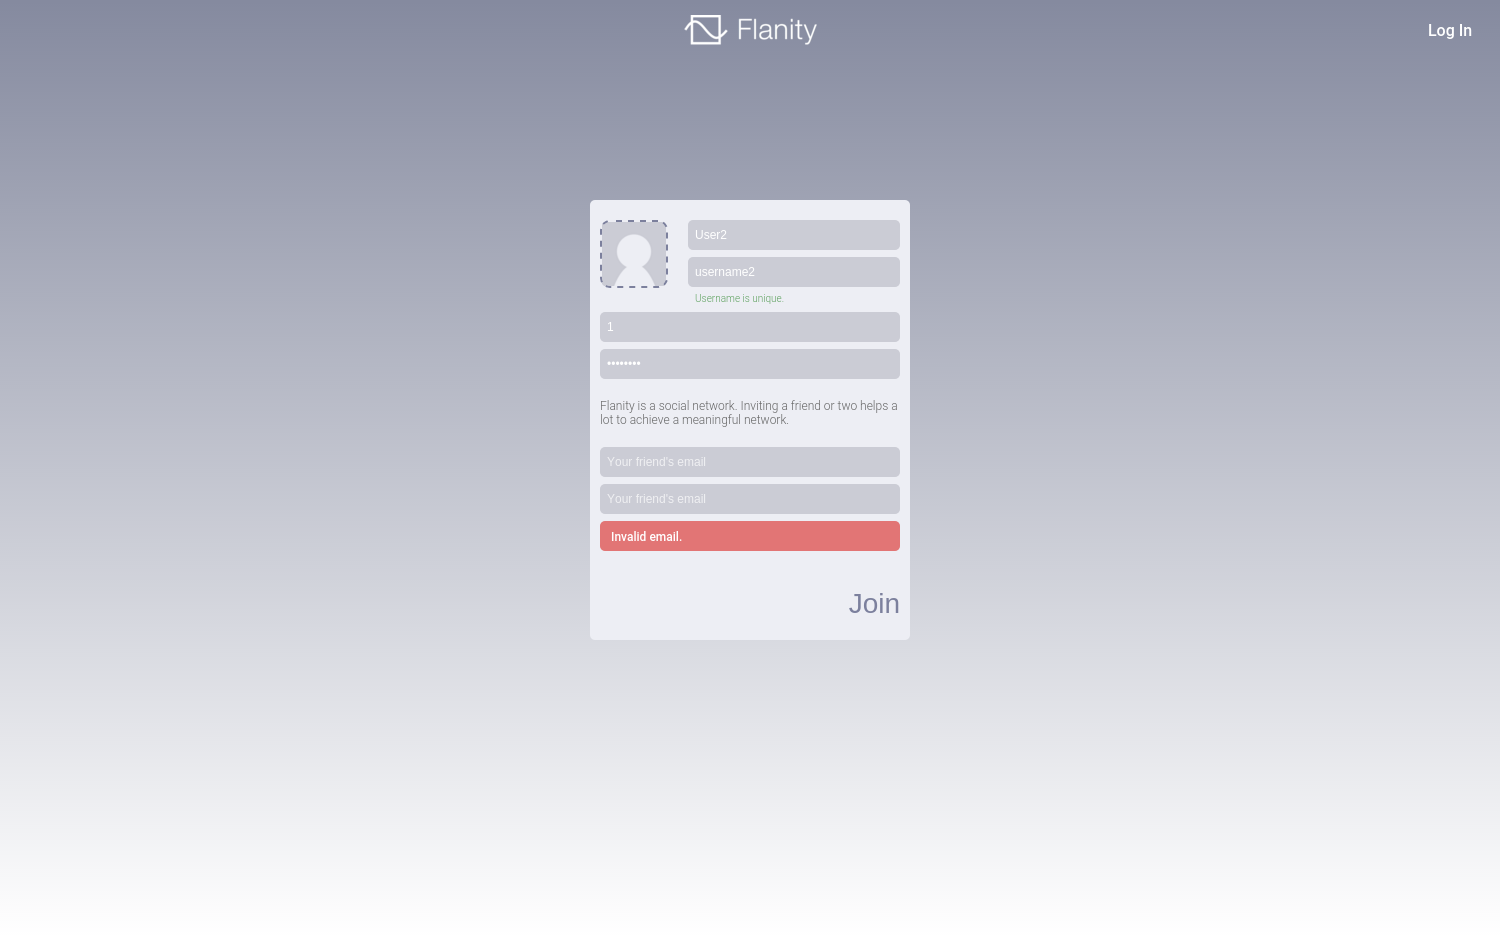 Flanity
Log In
User2
username2
Username is unique.
1
••••••••
Flanity is a social network. Inviting a friend or two helps a
lot to achieve a meaningful network.
Your friend's email
Your friend's email
Invalid email.
Join